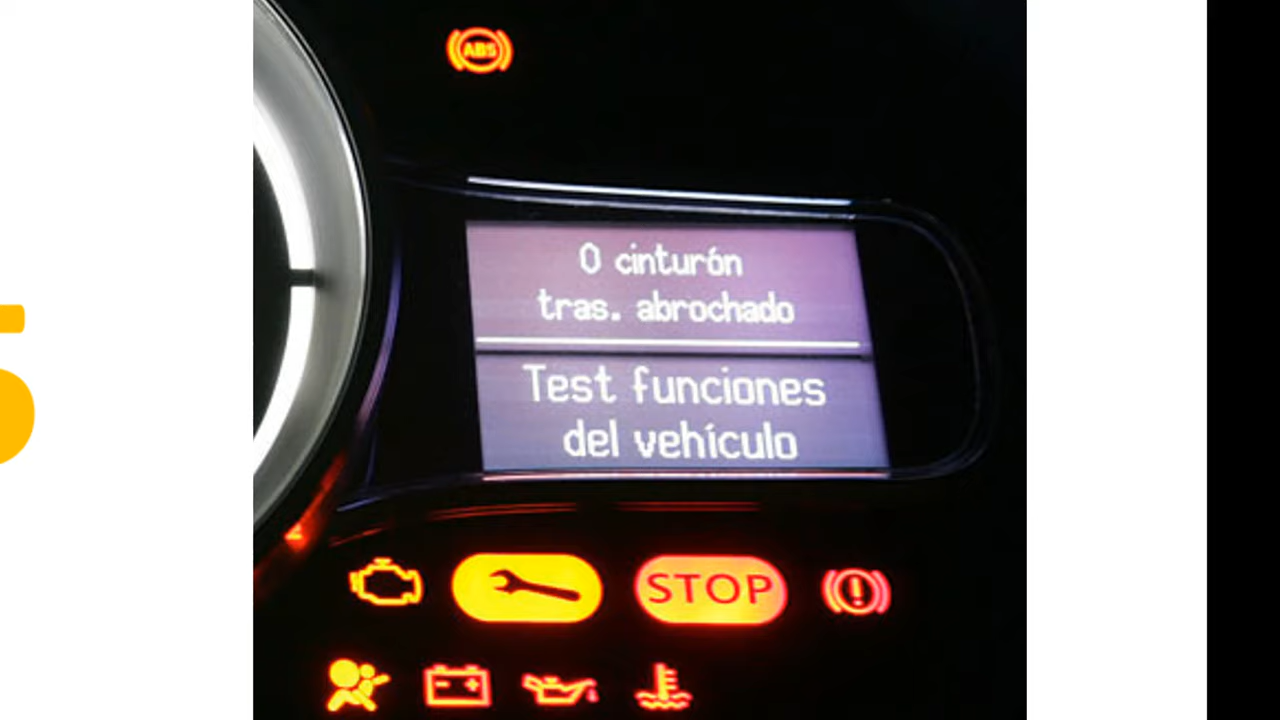 ABS
0 cinturón
tras. abrochado
Test funciones
del vehículo
STOP